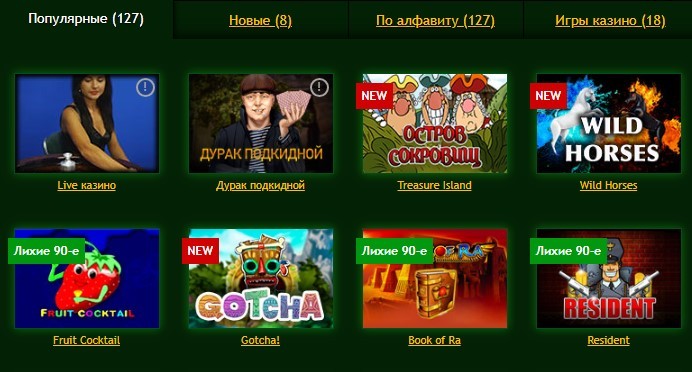 Популярные (127)
Новые (8)
По алфавиту (127)
Игры казино (18)
Live казино
ДУРАК ПОДКИДНОЙ
Дурак подкидной
NEW
ОСТРОВ
СОКРОВИЩ
Treasure Island
NEW
WILD
HORSES
Wild Horses
Лихие 90-е
FRUIT COCKTAIL
Fruit Cocktail
NEW
GOTCHA
Gotcha!
Лихие 90-е
OF RA
Book of Ra
Лихие 90-е
RESIDENT
Resident